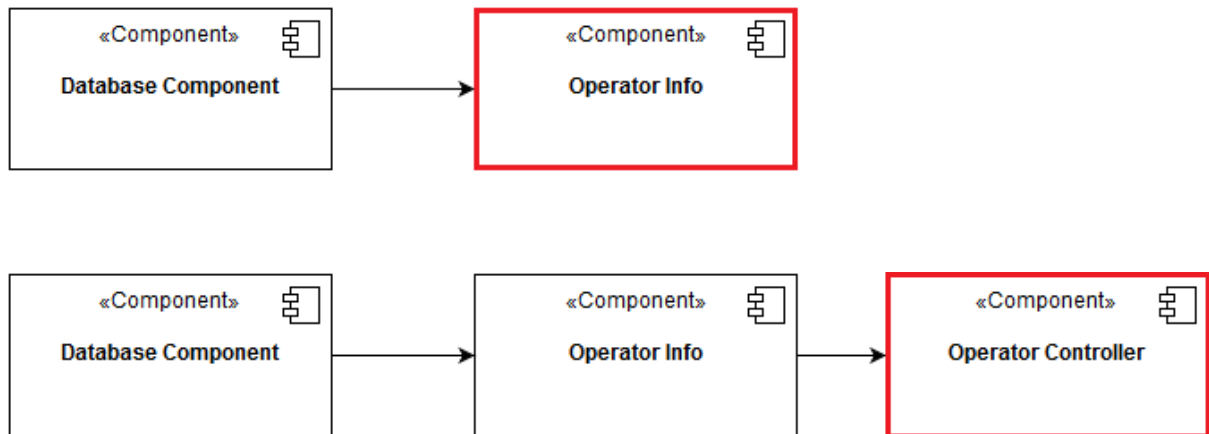 «Component»
Database Component
«Component»
Operator Info
«Component»
Database Component
«Component»
Operator Info
«Component»
Operator Controller